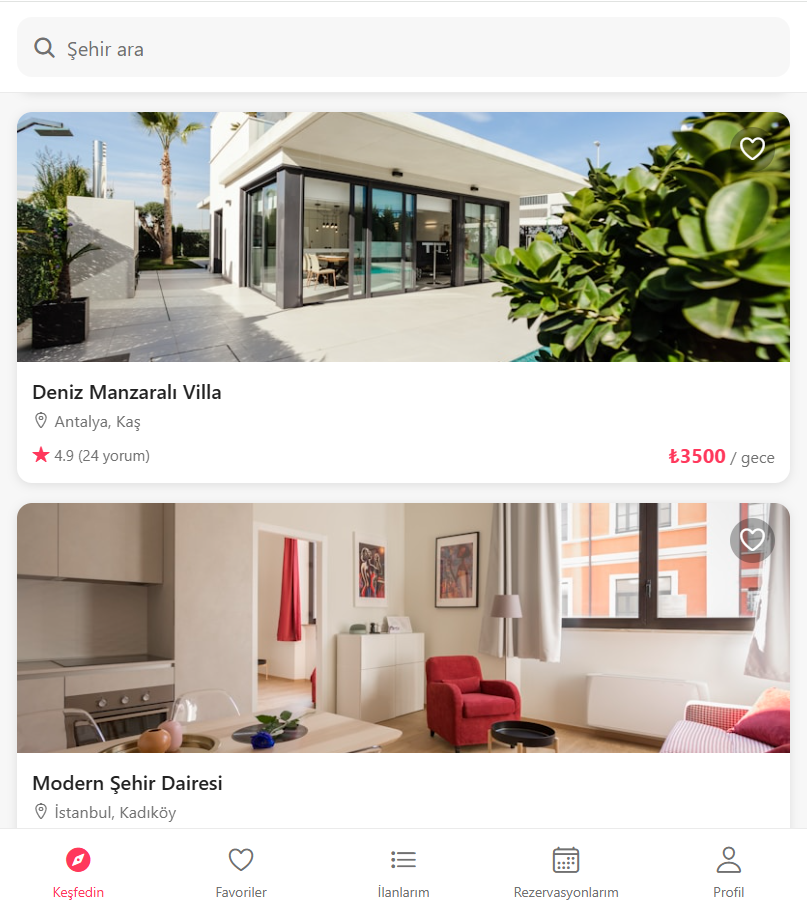 Şehir ara
Deniz Manzaralı Villa
Antalya, Kaş
4.9 (24 yorum)
₺3500 / gece
Modern Şehir Dairesi
İstanbul, Kadıköy
Keşfedin
Favoriler
İlanlarım
Rezervasyonlarım
Profil